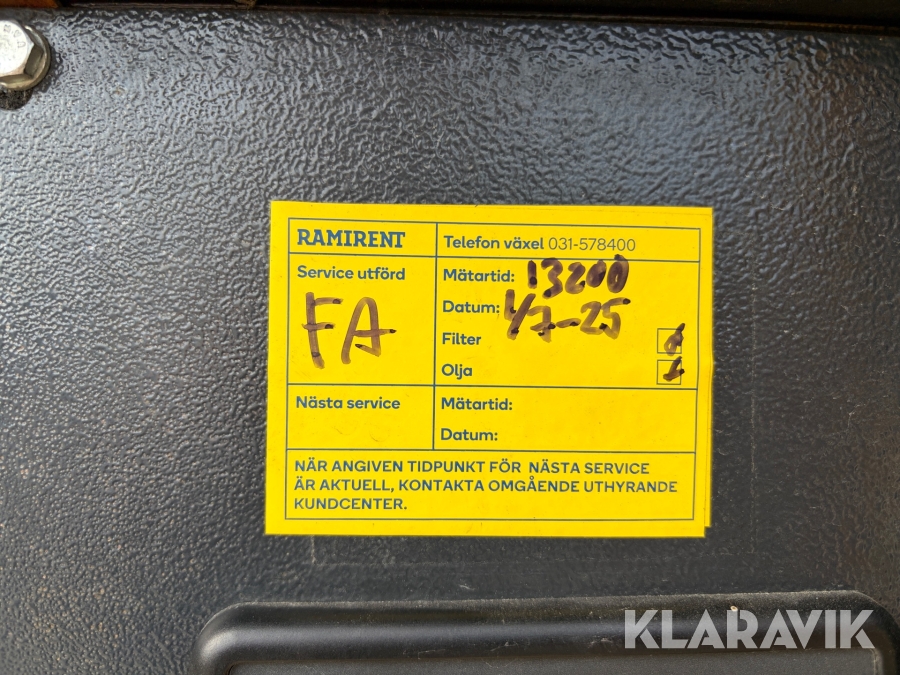 RAMIRENT
Telefon växel 031-578400
Service utförd
FA
Mätartid: 13200
Datum: 1/7-25
Filter
Olja
Nästa service
Mätartid:
Datum:
NÄR ANGIVEN TIDPUNKT FÖR NÄSTA SERVICE
ÄR AKTUELL, KONTAKTA OMGÅENDE UTHYRANDE
KUNDCENTER.
KLARAVIK